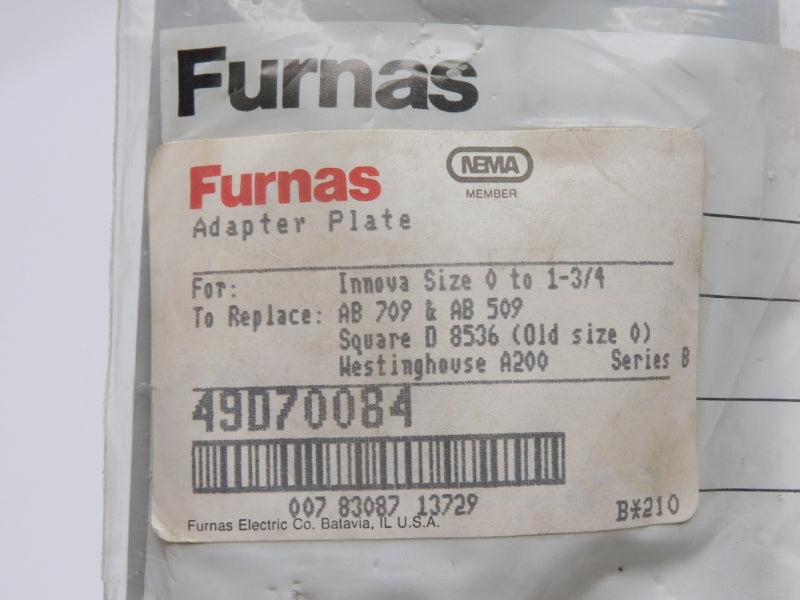 Furnas
Furnas
NEMA
MEMBER
Adapter Plate
For: Innova Size 0 to 1-3/4
To Replace: AB 709 & AB 509
Square D 8536 (Old size 0)
Westinghouse A200 Series B
49D70084
007 83087 13729
Furnas Electric Co. Batavia, IL U.S.A.
B*210